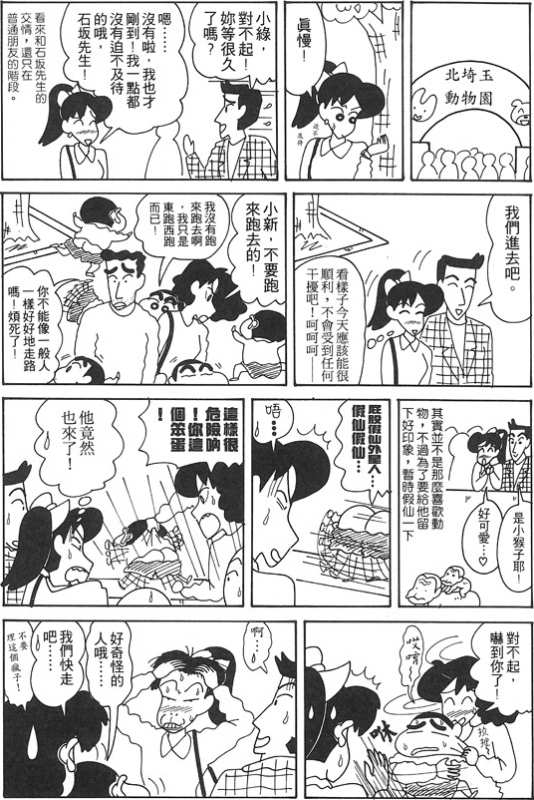 北埼玉
動物園
真慢!
小綠,
對不起!
妳等很久
了嗎?
嗯……
沒有啦,我也才
剛到!我一點都
沒有迫不及待
的哦,
石坂先生!
看來和石坂先生的
交情,還只在
普通朋友的階段。
我們進去吧。
看樣子今天應該能很
順利,不會受到任何
干擾吧!呵呵呵—
小新,不要跑
來跑去的!
我沒有跑
來跑去啊
,我只是
東跑西跑
而已!
你不能像一般人
一樣好好地走路
嗎!煩死了!
是小猴子耶!
好可愛…♡
其實並不是那麼喜歡動
物,不過為了要給他留
下好印象,暫時假仙一下
屁股假仙外星人…
假仙假仙…
唔…
這樣很
危險吶
!你這
個笨蛋
!
他竟然
也來了!
對不起,
嚇到你了!
哎唷~
咻
啊…
好奇怪的
人哦……
我們快走
吧……
不要
理這個瘋子!